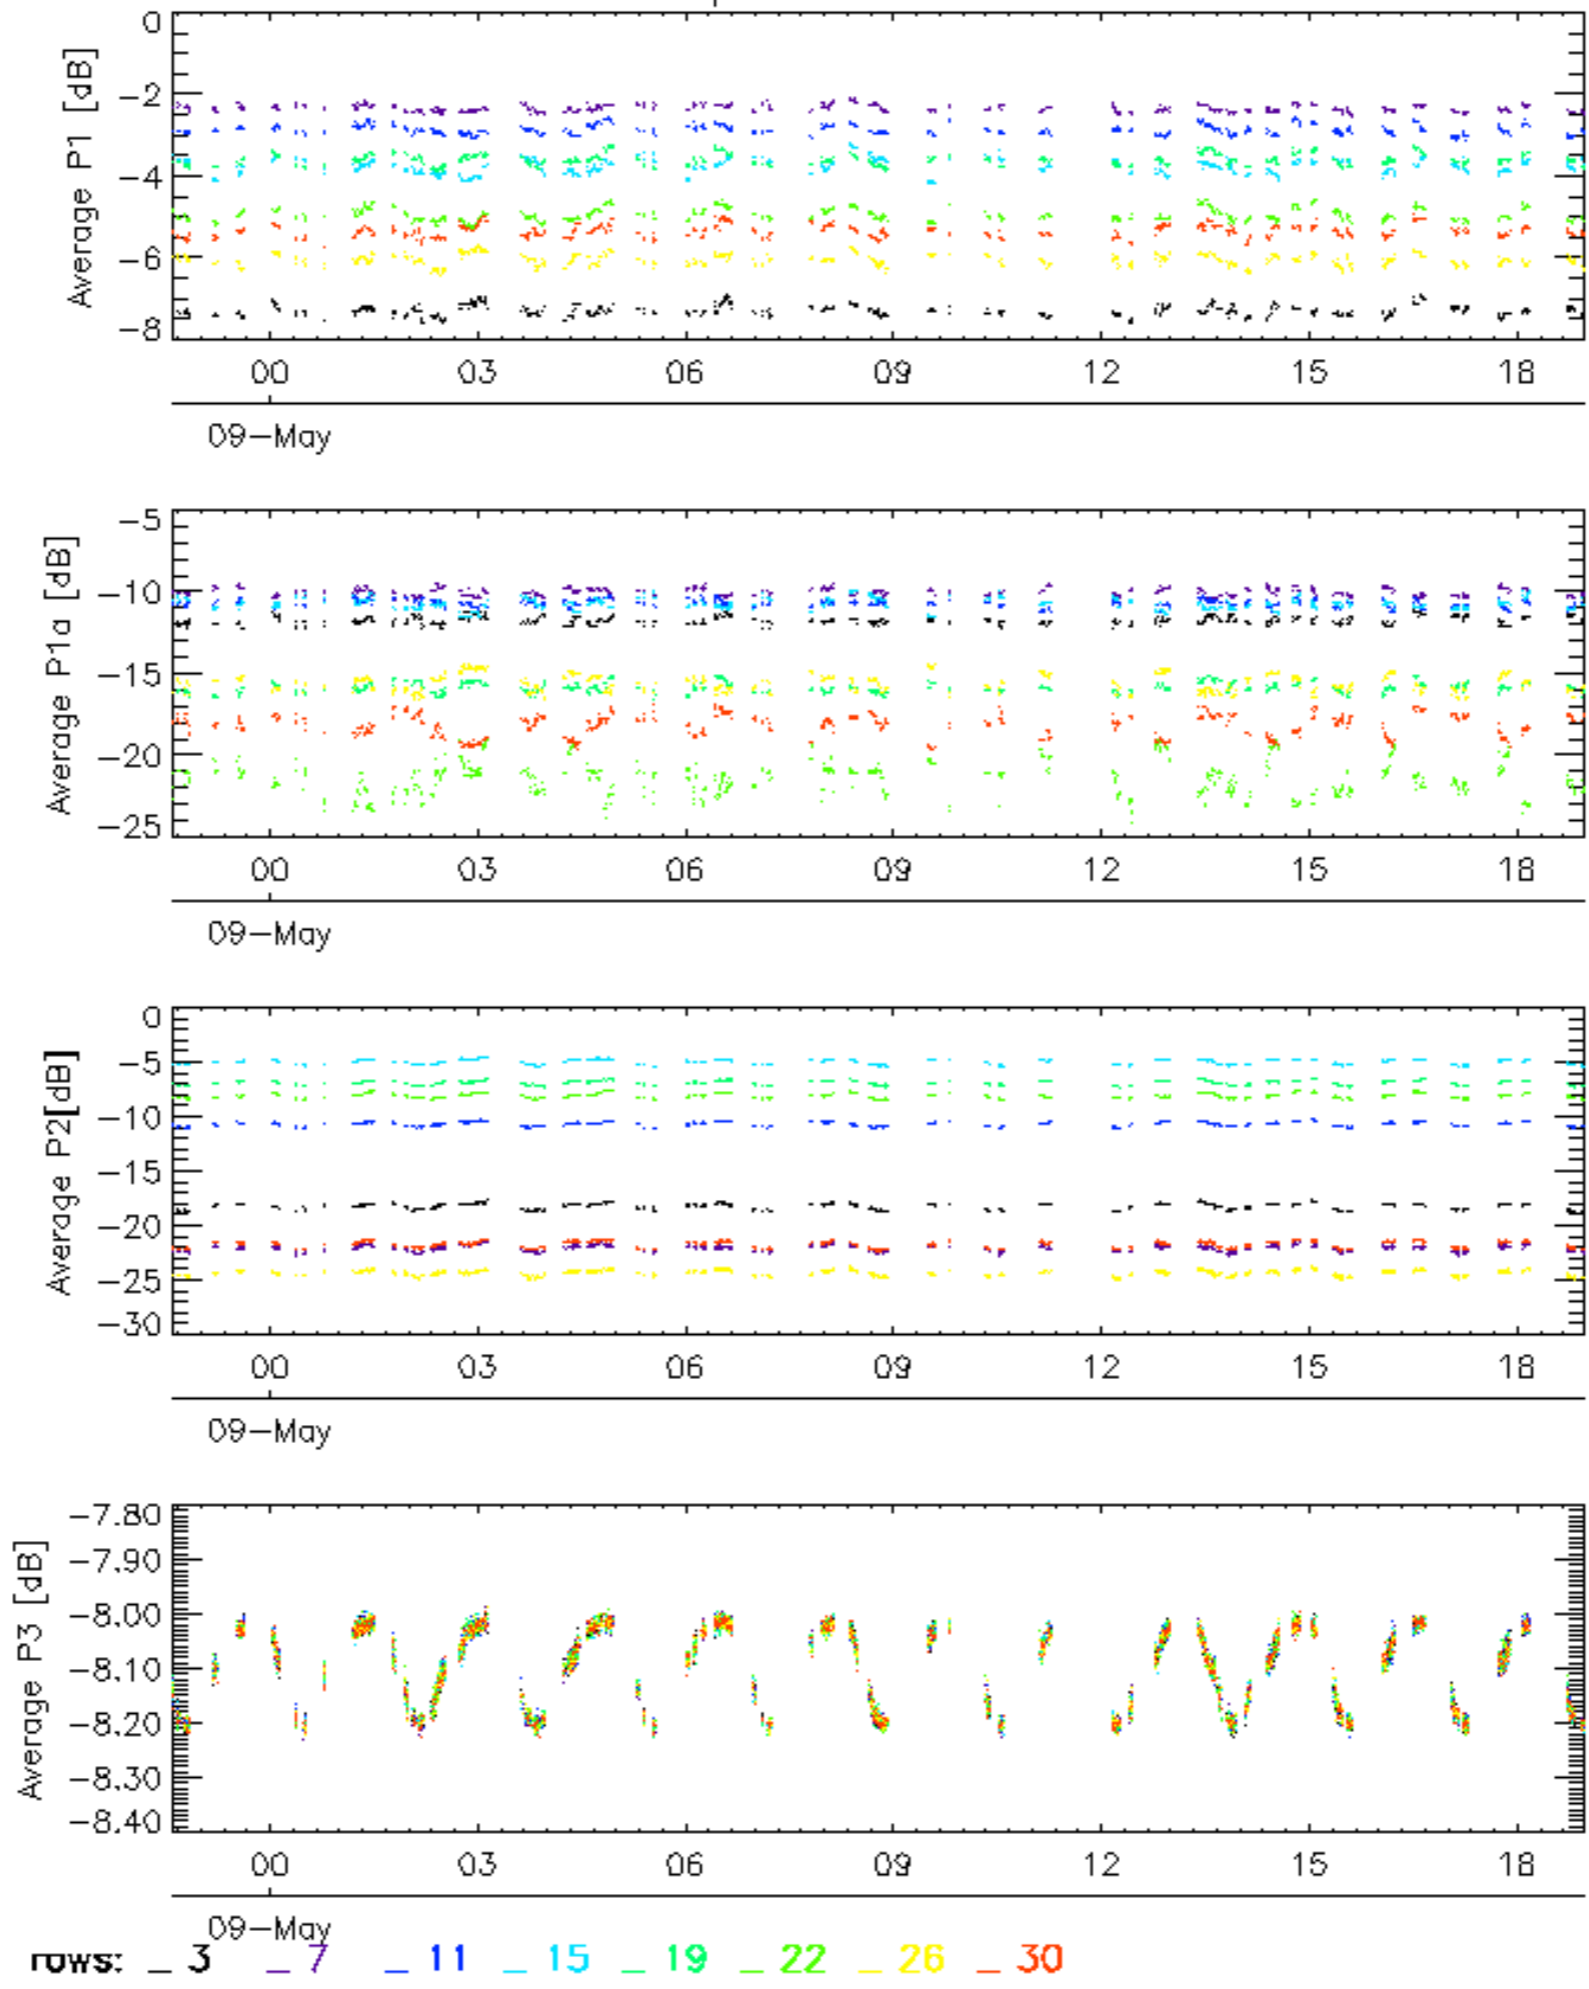 0
−2
−4
−6
−8
Average P1 [dB]
00 03 06 09 12 15 18
09−May
−5
−10
−15
−20
−25
Average P1a [dB]
00 03 06 09 12 15 18
09−May
0
−5
−10
−15
−20
−25
−30
Average P2[dB]
00 03 06 09 12 15 18
09−May
−7.80
−7.90
−8.00
−8.10
−8.20
−8.30
−8.40
Average P3 [dB]
00 03 06 09 12 15 18
09−May
rows: _ 3 _ 7 _ 11 _ 15 _ 19 _ 22 _ 26 _ 30